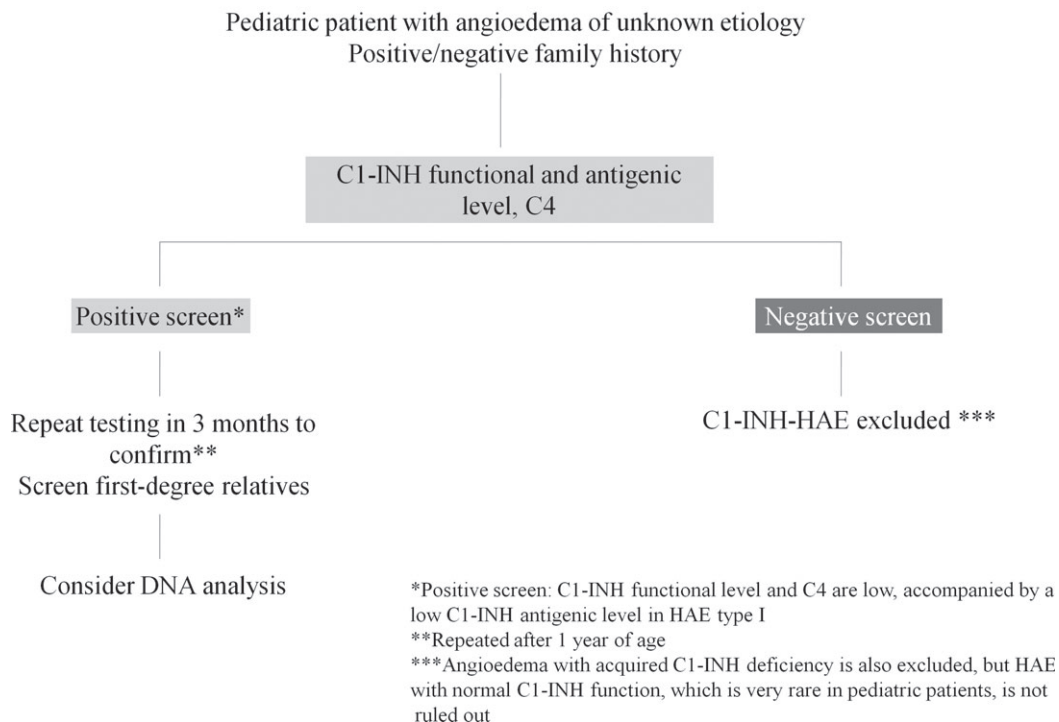 Pediatric patient with angioedema of unknown etiology
Positive/negative family history
C1-INH functional and antigenic
level, C4
Positive screen*
Negative screen
Repeat testing in 3 months to
confirm**
Screen first-degree relatives
C1-INH-HAE excluded ***
Consider DNA analysis
*Positive screen: C1-INH functional level and C4 are low, accompanied by a
low C1-INH antigenic level in HAE type I
**Repeated after 1 year of age
***Angioedema with acquired C1-INH deficiency is also excluded, but HAE
with normal C1-INH function, which is very rare in pediatric patients, is not
ruled out